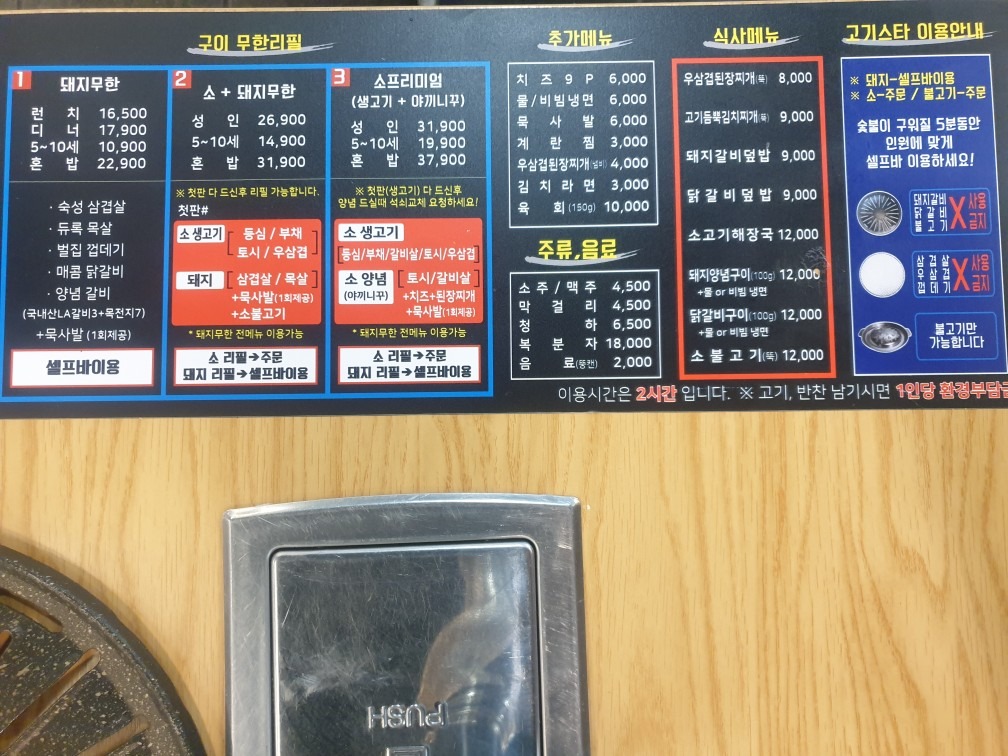 구이 무한리필
1 돼지무한
런 치 16,500
디 너 17,900
5~10세 10,900
혼 밥 22,900
· 숙성 삼겹살
· 듀록 목살
· 벌집 껍데기
· 매콤 닭갈비
· 양념 갈비
(국내산LA갈비3+목전지7)
+묵사발 (1회제공)
셀프바이용
2 소 + 돼지무한
성 인 26,900
5~10세 14,900
혼 밥 31,900
※ 첫판 다 드신후 리필 가능합니다.
첫판#
소 생고기 등심 / 부채
토시 / 우삼겹
돼지 삼겹살 / 목살
+묵사발(1회제공)
+소불고기
* 돼지무한 전메뉴 이용가능
소 리필➔주문
돼지 리필➔셀프바이용
3 소프리미엄
(생고기 + 야끼니꾸)
성 인 31,900
5~10세 19,900
혼 밥 37,900
※ 첫판(생고기) 다 드신후
양념 드실때 석쇠교체 요청하세요!
소 생고기
등심/부채/갈비살/토시/우삼겹
소 양념 토시/갈비살
(야끼니꾸) +치즈+된장찌개
+묵사발(1회제공)
* 돼지무한 전메뉴 이용가능
소 리필➔주문
돼지 리필➔셀프바이용
추가메뉴
치 즈 9 P 6,000
물/비빔냉면 6,000
묵 사 발 6,000
계 란 찜 3,000
우삼겹된장찌개 4,000
김 치 라 면 3,000
육 회 (150g) 10,000
주류,음료
소 주 / 맥 주 4,500
막 걸 리 4,500
청 하 6,500
복 분 자 18,000
음 료(뚱캔) 2,000
식사메뉴
우삼겹된장찌개(뚝) 8,000
고기듬뿍김치찌개(뚝) 9,000
돼지갈비덮밥 9,000
닭갈비덮밥 9,000
소고기해장국 12,000
돼지양념구이(100g) 12,000
+물 or 비빔 냉면
닭갈비구이(100g) 12,000
+물 or 비빔 냉면
소 불 고 기 (뚝) 12,000
고기스타 이용안내
※ 돼지-셀프바이용
※ 소-주문 / 불고기-주문
숯불이 구워질 5분동안
인원에 맞게
셀프바 이용하세요!
돼지갈비
닭 갈 비
불 고 기
X 사용
금지
삼 겹 살
우 삼 겹
껍 데 기
X 사용
금지
불고기만
가능합니다
이용시간은 2시간 입니다. ※ 고기, 반찬 남기시면 1인당 환경부담금
PUSH